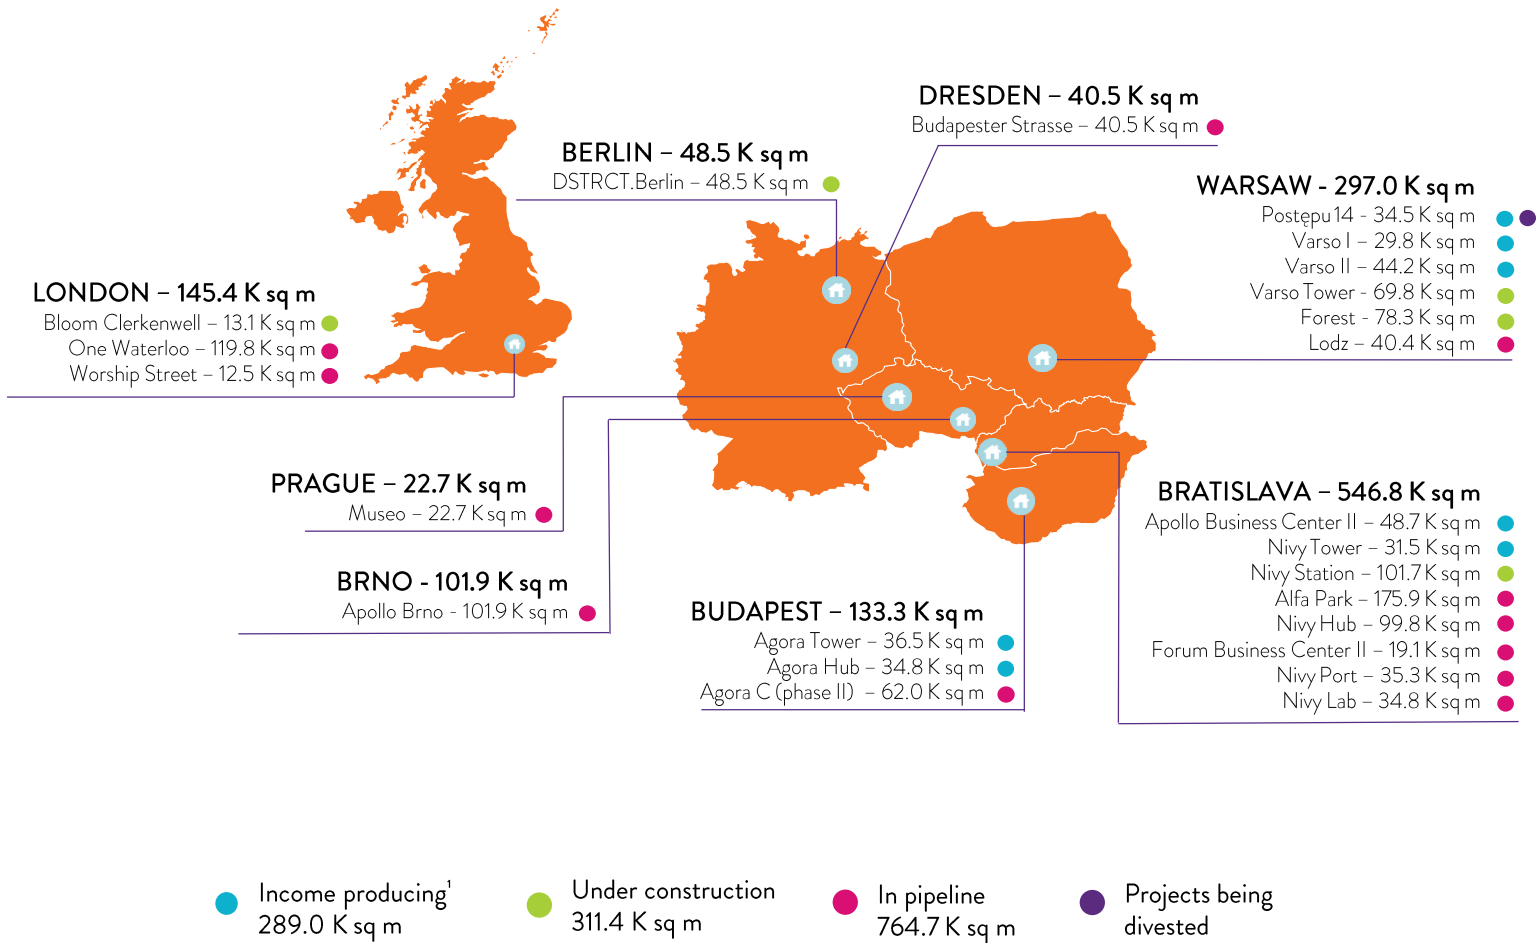 DRESDEN – 40.5 K sq m
Budapester Strasse – 40.5 K sq m
BERLIN – 48.5 K sq m
DSTRCT.Berlin – 48.5 K sq m
WARSAW - 297.0 K sq m
Postępu 14 - 34.5 K sq m
Varso I – 29.8 K sq m
Varso II – 44.2 K sq m
Varso Tower - 69.8 K sq m
Forest - 78.3 K sq m
Lodz – 40.4 K sq m
LONDON – 145.4 K sq m
Bloom Clerkenwell – 13.1 K sq m
One Waterloo – 119.8 K sq m
Worship Street – 12.5 K sq m
PRAGUE – 22.7 K sq m
Museo – 22.7 K sq m
BRNO - 101.9 K sq m
Apollo Brno - 101.9 K sq m
BUDAPEST – 133.3 K sq m
Agora Tower – 36.5 K sq m
Agora Hub – 34.8 K sq m
Agora C (phase II) – 62.0 K sq m
BRATISLAVA – 546.8 K sq m
Apollo Business Center II – 48.7 K sq m
Nivy Tower – 31.5 K sq m
Nivy Station – 101.7 K sq m
Alfa Park – 175.9 K sq m
Nivy Hub – 99.8 K sq m
Forum Business Center II – 19.1 K sq m
Nivy Port – 35.3 K sq m
Nivy Lab – 34.8 K sq m
Income producing¹
289.0 K sq m
Under construction
311.4 K sq m
In pipeline
764.7 K sq m
Projects being
divested